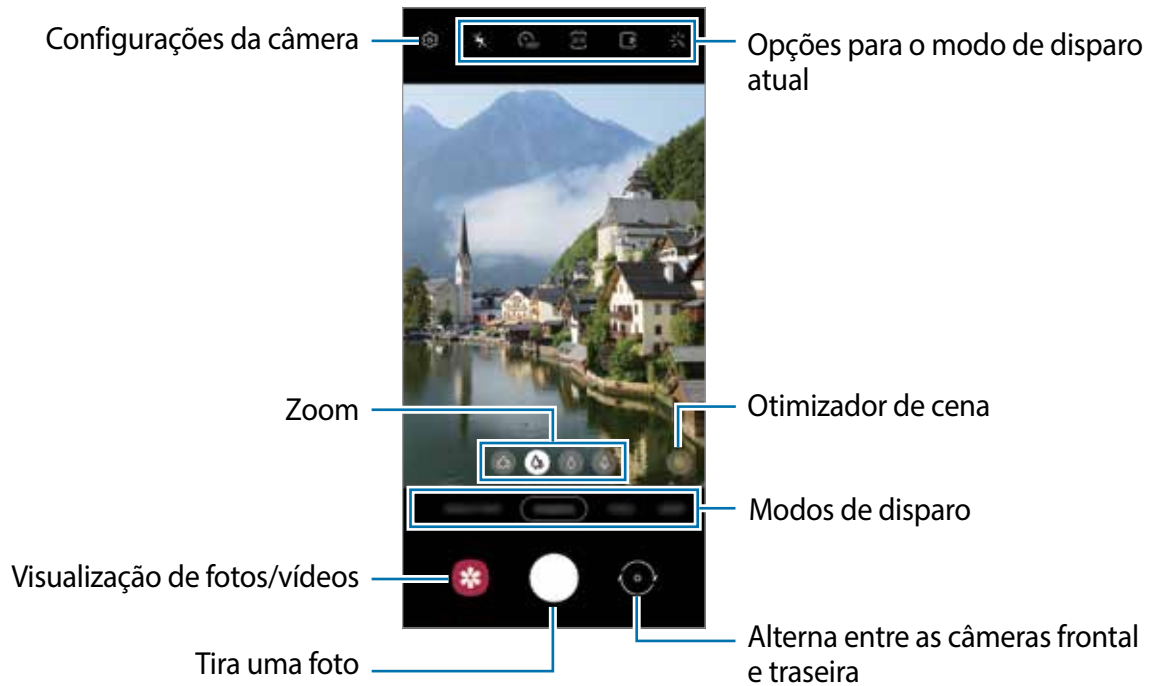 Configurações da câmera
Opções para o modo de disparo
atual
Zoom
Otimizador de cena
Modos de disparo
Visualização de fotos/vídeos
Tira uma foto
Alterna entre as câmeras frontal
e traseira